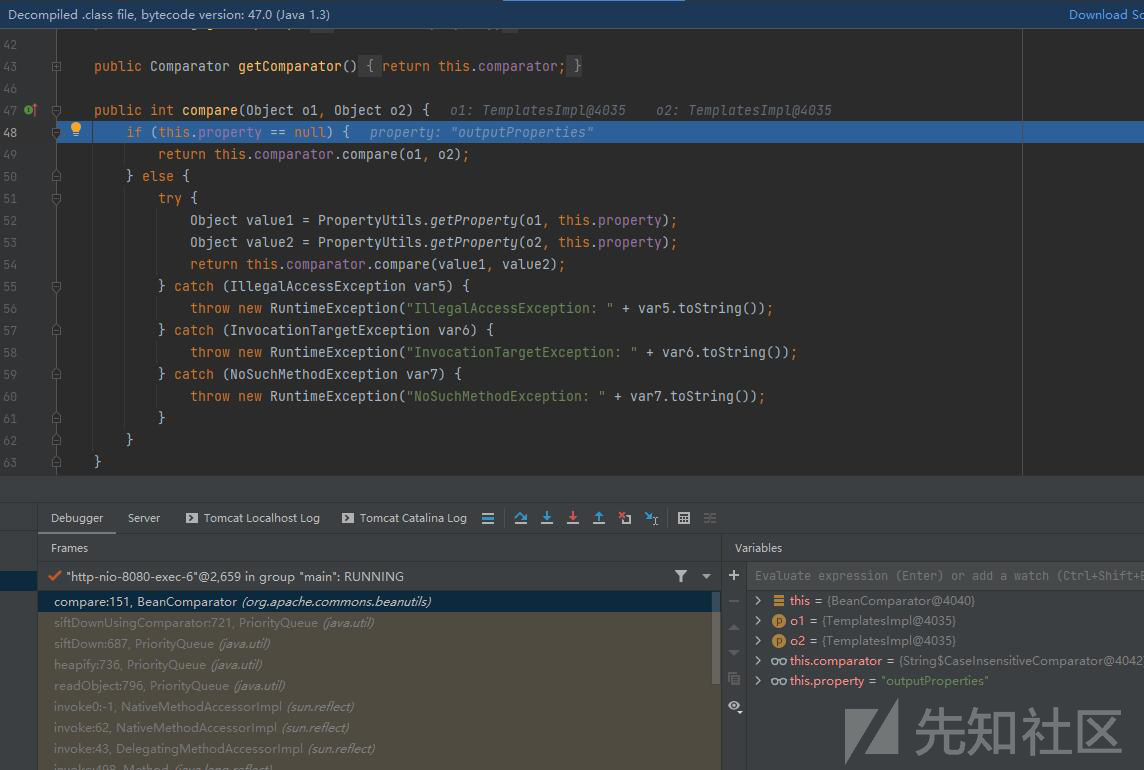 Decompiled .class file, bytecode version: 47.0 (Java 1.3) Download So
42
43 public Comparator getComparator() { return this.comparator; }
46
47 public int compare(Object o1, Object o2) { o1: TemplatesImpl@4035 o2: TemplatesImpl@4035
48 if (this.property == null) { property: "outputProperties"
49 return this.comparator.compare(o1, o2);
50 } else {
51 try {
52 Object value1 = PropertyUtils.getProperty(o1, this.property);
53 Object value2 = PropertyUtils.getProperty(o2, this.property);
54 return this.comparator.compare(value1, value2);
55 } catch (IllegalAccessException var5) {
56 throw new RuntimeException("IllegalAccessException: " + var5.toString());
57 } catch (InvocationTargetException var6) {
58 throw new RuntimeException("InvocationTargetException: " + var6.toString());
59 } catch (NoSuchMethodException var7) {
60 throw new RuntimeException("NoSuchMethodException: " + var7.toString());
61 }
62 }
63 }
Debugger Server Tomcat Localhost Log Tomcat Catalina Log
Frames
"http-nio-8080-exec-6"@2,659 in group "main": RUNNING
compare:151, BeanComparator (org.apache.commons.beanutils)
siftDownUsingComparator:721, PriorityQueue (java.util)
siftDown:687, PriorityQueue (java.util)
heapify:736, PriorityQueue (java.util)
readObject:796, PriorityQueue (java.util)
invoke0:-1, NativeMethodAccessorImpl (sun.reflect)
invoke:62, NativeMethodAccessorImpl (sun.reflect)
invoke:43, DelegatingMethodAccessorImpl (sun.reflect)
invoke:498, Method (java.lang.reflect)
Variables
Evaluate expression (Enter) or add a watch (Ctrl+Shift+E
this = {BeanComparator@4040}
o1 = {TemplatesImpl@4035}
o2 = {TemplatesImpl@4035}
this.comparator = {String$CaseInsensitiveComparator@4042
this.property = "outputProperties"
先知社区